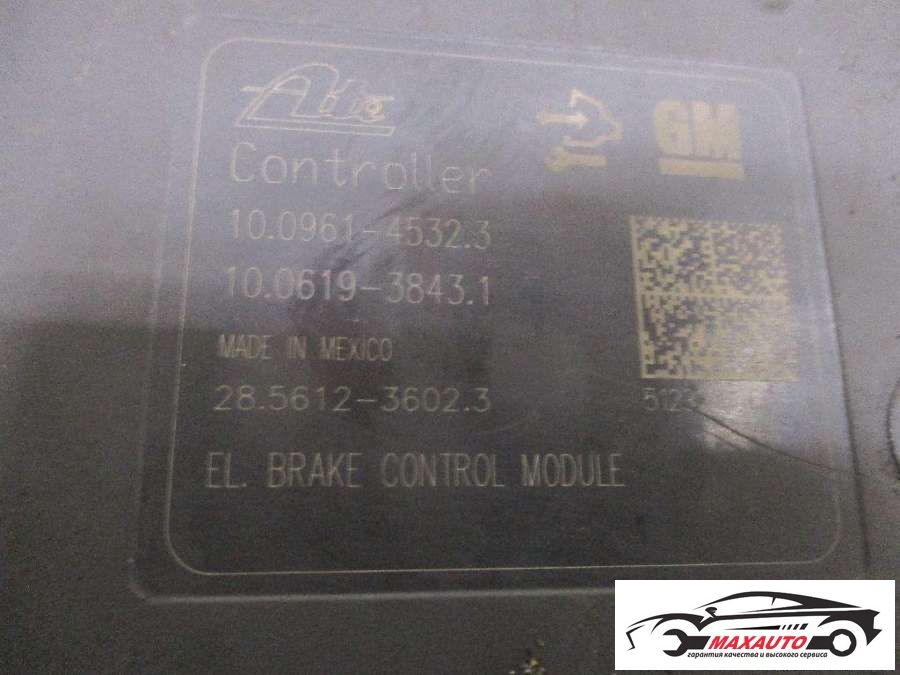 Ate
GM
Controller
10.0961-4532.3
10.0619-3843.1
MADE IN MEXICO
28.5612-3602.3
EL. BRAKE CONTROL MODULE
MAXAUTO
гарантия качества и высокого сервиса